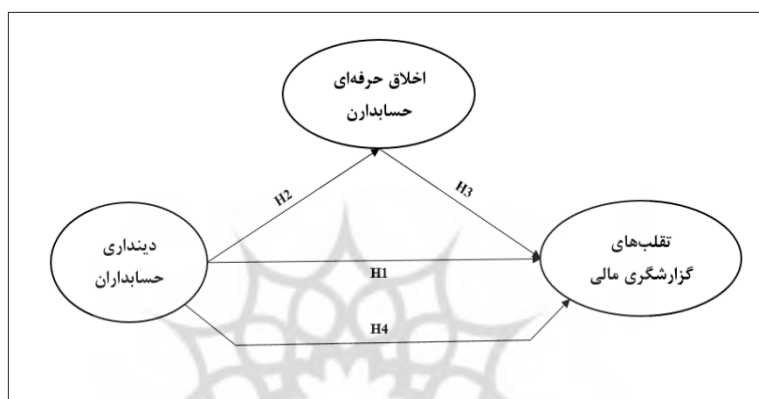 اخلاق حرفه‌ای
حسابدارن
H2
H3
دینداری
حسابداران
تقلب‌های
گزارشگری مالی
H1
H4